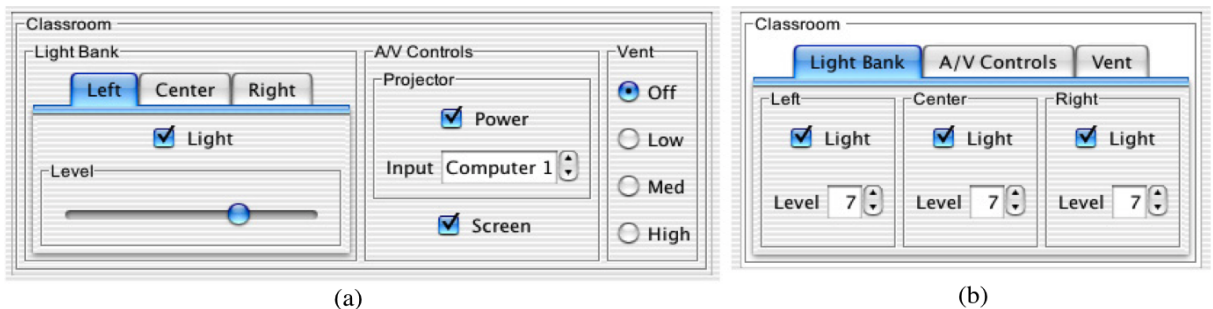 Classroom
Light Bank
Left Center Right
Light
Level
A/V Controls
Projector
Power
Input Computer 1
Screen
Vent
Off
Low
Med
High
(a)
Classroom
Light Bank A/V Controls Vent
Left Center Right
Light Light Light
Level 7 Level 7 Level 7
(b)